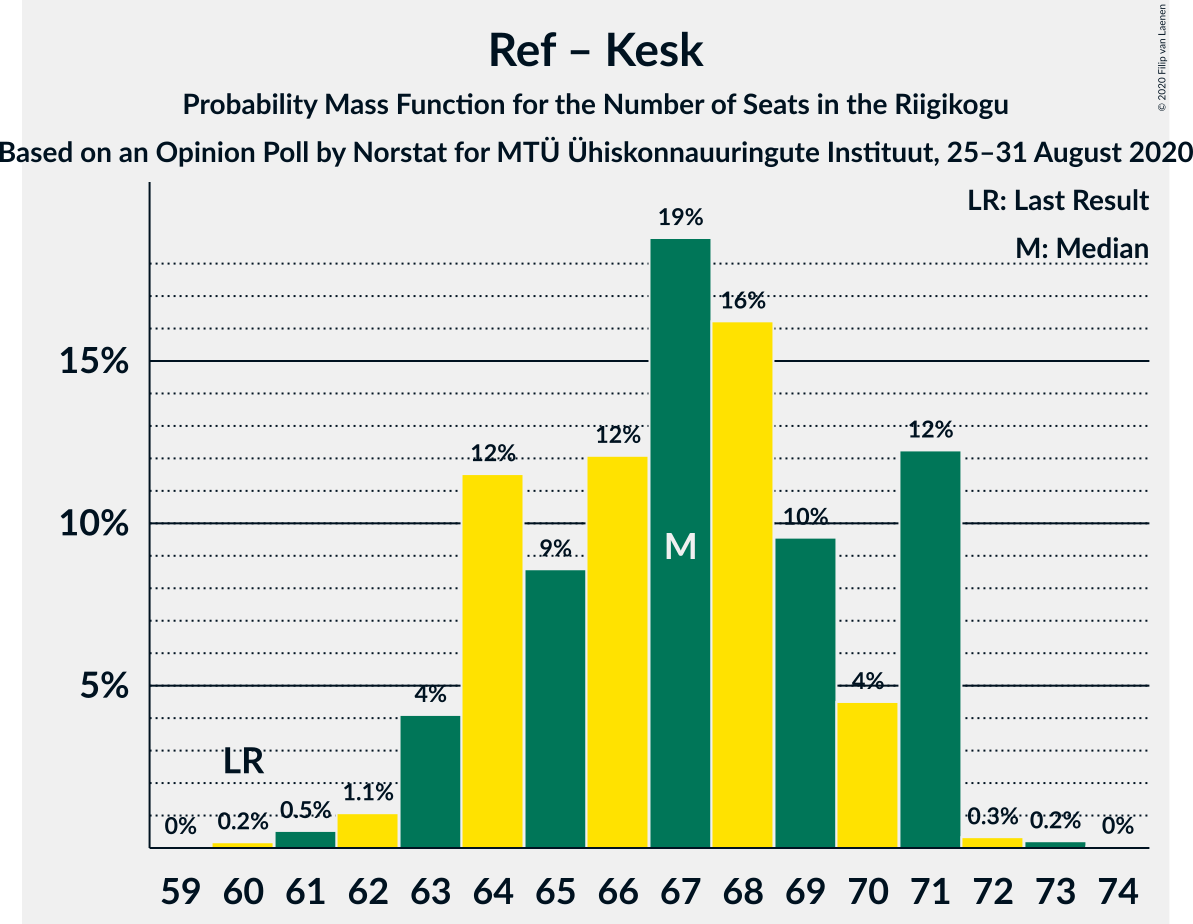 Ref – Kesk
© 2020 Filip van Laenen
Probability Mass Function for the Number of Seats in the Riigikogu
Based on an Opinion Poll by Norstat for MTÜ Ühiskonnauuringute Instituut, 25–31 August 2020
LR: Last Result
M: Median
19%
16%
15%
12%
12%
12%
10%
10%
9%
M
5%
4%
4%
LR
1.1%
0.5%
0%
0.2%
0.3%
0.2%
0%
59 60 61 62 63 64 65 66 67 68 69 70 71 72 73 74